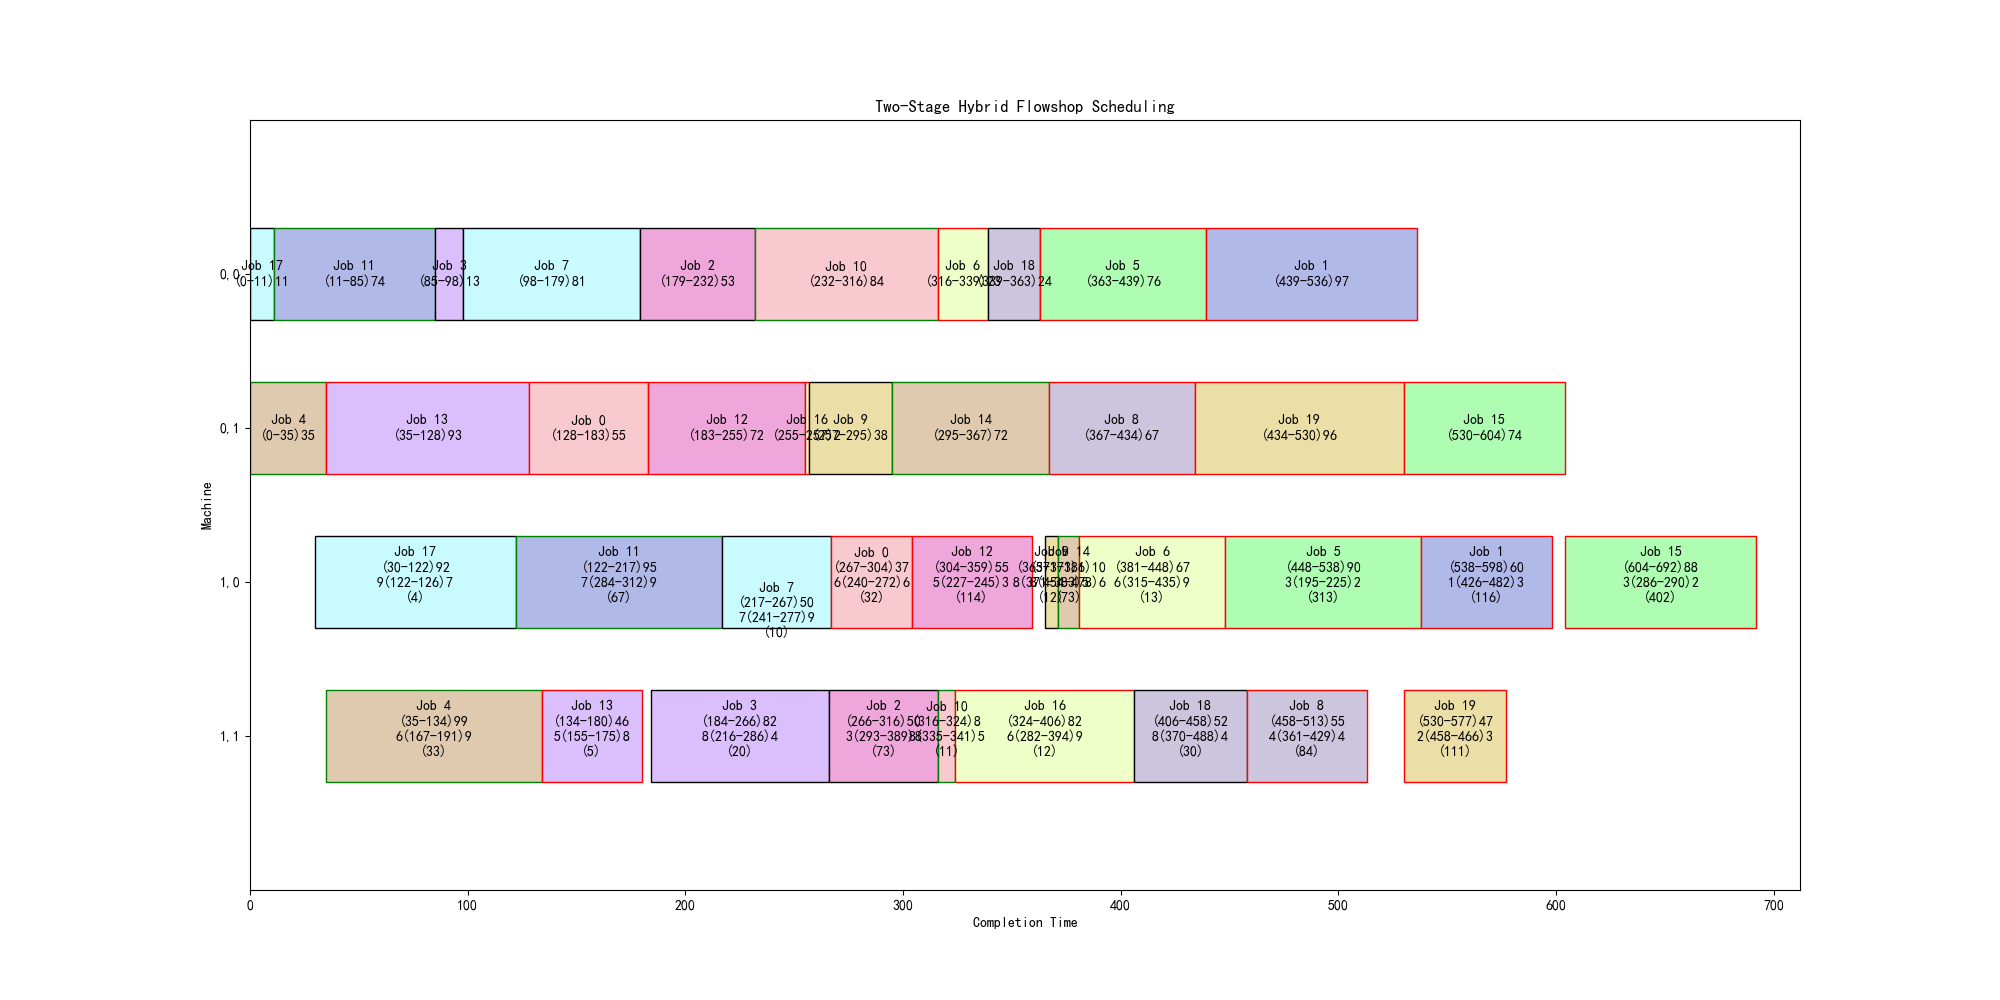 Two-Stage Hybrid Flowshop Scheduling
Machine
0,0
Job 17
(0-11)11
Job 11
(11-85)74
Job 3
(85-98)13
Job 7
(98-179)81
Job 2
(179-232)53
Job 10
(232-316)84
Job 6
(316-339)23
Job 18
(339-363)24
Job 5
(363-439)76
Job 1
(439-536)97
0,1
Job 4
(0-35)35
Job 13
(35-128)93
Job 0
(128-183)55
Job 12
(183-255)72
Job 16
(255-257)2
Job 9
(257-295)38
Job 14
(295-367)72
Job 8
(367-434)67
Job 19
(434-530)96
Job 15
(530-604)74
1,0
Job 17
(30-122)92
9(122-126)7
(4)
Job 11
(122-217)95
7(284-312)9
(67)
Job 7
(217-267)50
7(241-277)9
(10)
Job 0
(267-304)37
6(240-272)6
(32)
Job 12
(304-359)55
5(227-245)3
(114)
Job 9
(12)
Job 14
(73)
Job 6
(381-448)67
6(315-435)9
(13)
Job 5
(448-538)90
3(195-225)2
(313)
Job 1
(538-598)60
1(426-482)3
(116)
Job 15
(604-692)88
3(286-290)2
(402)
1,1
Job 4
(35-134)99
6(167-191)9
(33)
Job 13
(134-180)46
5(155-175)8
(5)
Job 3
(184-266)82
8(216-286)4
(20)
Job 2
(266-316)50
3(293-389)8
(73)
Job 10
(316-324)8
8(335-341)5
(11)
Job 16
(324-406)82
6(282-394)9
(12)
Job 18
(406-458)52
8(370-488)4
(30)
Job 8
(458-513)55
4(361-429)4
(84)
Job 19
(530-577)47
2(458-466)3
(111)
0
100
200
300
400
500
600
700
Completion Time